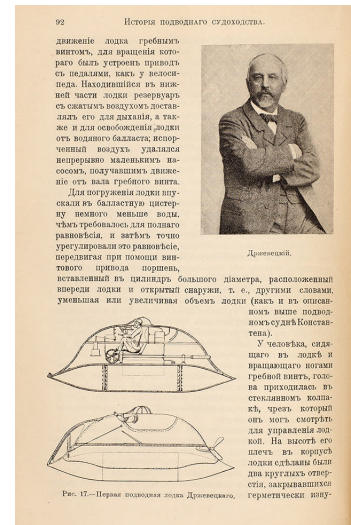 92
Исторія подводнаго судоходства.
движеніе лодка гребнымъ
винтомъ, для вращенія кото-
раго былъ устроенъ приводъ
съ педалями, какъ у велоси-
педа. Находившійся въ ниж-
ней части лодки резервуаръ
съ сжатымъ воздухомъ достав-
лялъ его для дыханія, а так-
же и для освобожденія лодки
отъ водяного балласта; испор-
ченный воздухъ удалялся
непрерывно маленькимъ на-
сосомъ, получавшимъ движе-
ніе отъ вала гребного винта.
Для погруженія лодки впу-
скали въ балластную цистер-
ну немного меньше воды,
чѣмъ требовалось для полнаго
равновѣсія, и затѣмъ точно
урегулировали это равновѣсіе,
передвигая при помощи вин-
тового привода поршень,
Држевецкій.
вставленный въ цилиндръ большого діаметра, расположенный
впереди лодки и открытый снаружи, т. е., другими словами,
уменьшая или увеличивая объемъ лодки (какъ и въ описан-
номъ выше подвод-
номъ суднѣ Констан-
тена).
У человѣка, сидя-
щаго въ лодкѣ и
вращающаго ногами
гребной винтъ, голо-
ва приходилась въ
стеклянномъ колпа-
кѣ, чрезъ который
онъ могъ смотрѣть
для управленія лод-
кой. На высотѣ его
плечъ въ корпусѣ
лодки сдѣланы были
два круглыхъ отвер-
стія, закрывавшихся
герметически изну-
Рис. 17.—Первая подводная лодка Држевецкаго.